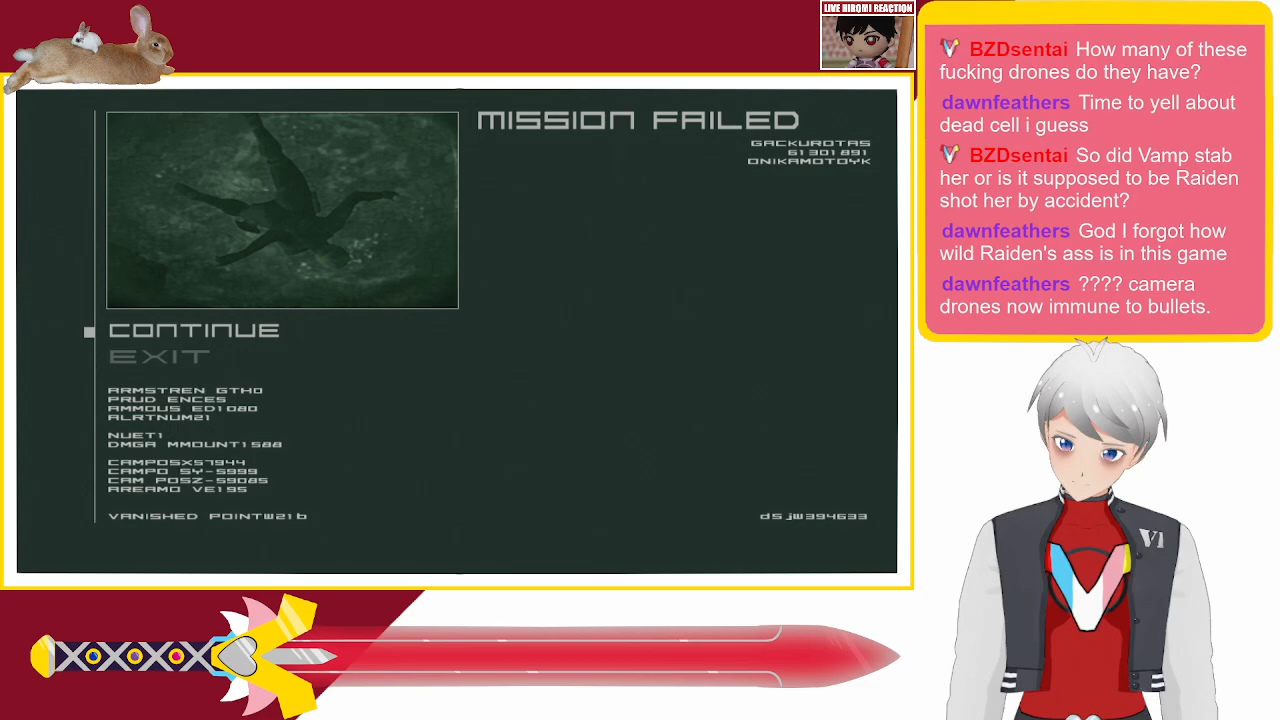 LIVE HIROMI REACTION
MISSION FAILED
GACKUROTAS
61301891
ONIKAMOTOYK
CONTINUE
EXIT
ARMSTREN GTH0
PRUD ENCES
AMMOUS ED1080
ALRTNUM21
NUET1
DMGA MMOUNT1588
CAMPOSX57944
CAMPO SY-5999
CAM POSZ-59085
AREAMO VE195
VANISHED POINTW21b
dsjw394633
BZDsentai How many of these
fucking drones do they have?
dawnfeathers Time to yell about
dead cell i guess
BZDsentai So did Vamp stab
her or is it supposed to be Raiden
shot her by accident?
dawnfeathers God I forgot how
wild Raiden's ass is in this game
dawnfeathers ???? camera
drones now immune to bullets.
V1